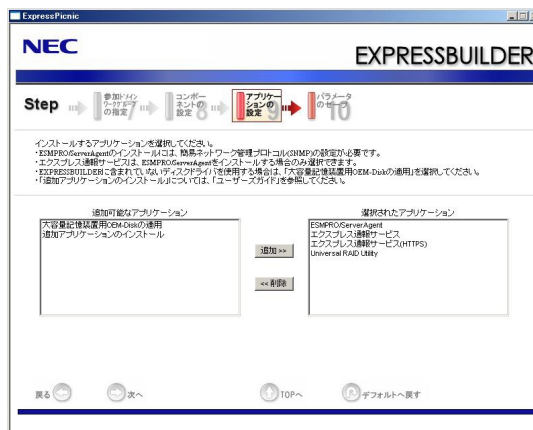 ExpressPicnic
NEC
EXPRESSBUILDER
Step
参加ドメイン
ワークグループ
の指定
7
コンポー
ネントの
設定
8
アプリケー
ションの
設定
9
パラメータ
のセーブ
10
インストールするアプリケーションを選択してください。
・ESMPRO/ServerAgentのインストールには、簡易ネットワーク管理プロトコル(SNMP)の設定が必要です。
・エクスプレス通報サービスは、ESMPRO/ServerAgentをインストールする場合のみ選択できます。
・EXPRESSBUILDERに含まれていないディスクドライバを使用する場合は、「大容量記憶装置用OEM-Diskの適用」を選択してください。
・「追加アプリケーションのインストール」については、「ユーザーズガイド」を参照してください。
追加可能なアプリケーション
大容量記憶装置用OEM-Diskの適用
追加アプリケーションのインストール
追加 >>
<< 削除
選択されたアプリケーション
ESMPRO/ServerAgent
エクスプレス通報サービス
エクスプレス通報サービス(HTTPS)
Universal RAID Utility
戻る
次へ
TOPへ
デフォルトへ戻す